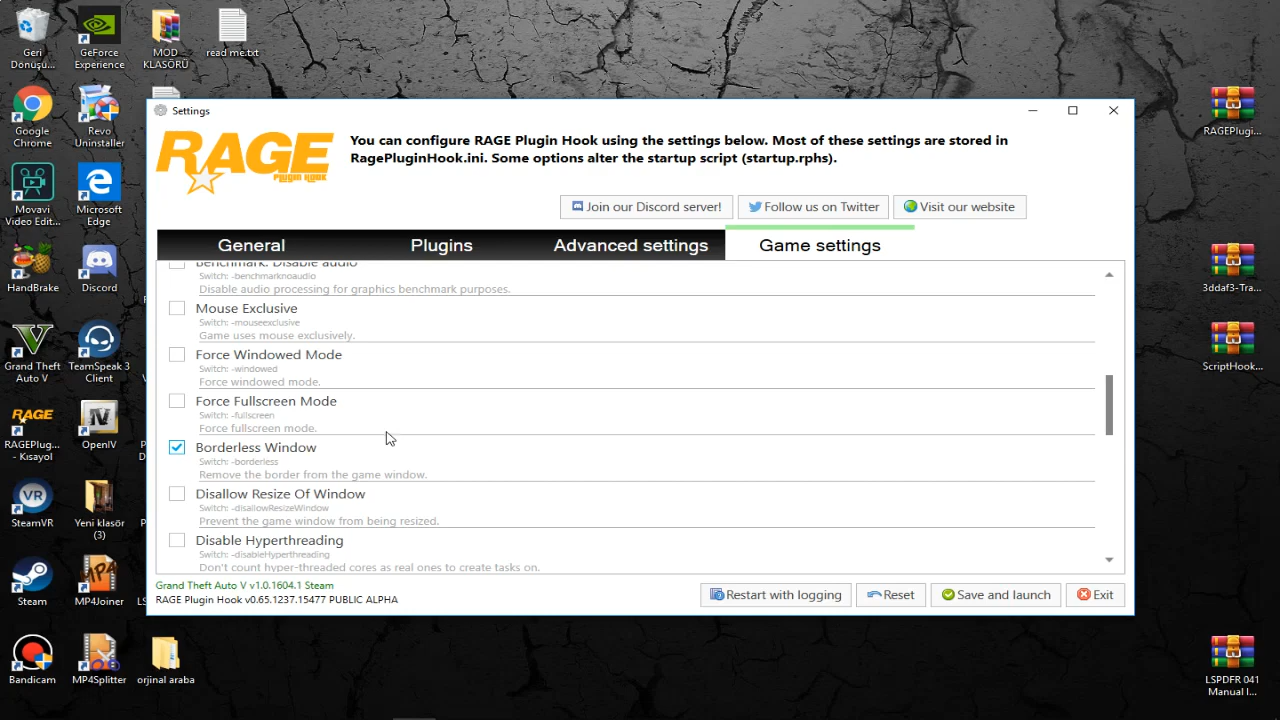 Geri
Dönüşü...
GeForce
Experience
MOD
KLASÖRÜ
read me.txt
Google
Chrome
Revo
Uninstaller
Movavi
Video Edit...
Microsoft
Edge
HandBrake
Discord
Grand Theft
Auto V
TeamSpeak 3
Client
RAGE
RAGEPlug...
- Kısayol
OpenIV
VR
SteamVR
Yeni klasör
(3)
Steam
MP4
MP4Joiner
Bandicam
MP4Splitter
orjinal araba
Settings
RAGE
PLUGIN HOOK
You can configure RAGE Plugin Hook using the settings below. Most of these settings are stored in
RagePluginHook.ini. Some options alter the startup script (startup.rphs).
Join our Discord server!
Follow us on Twitter
Visit our website
General
Plugins
Advanced settings
Game settings
Benchmark: Disable audio
Switch: -benchmarknoaudio
Disable audio processing for graphics benchmark purposes.
Mouse Exclusive
Switch: -mouseexclusive
Game uses mouse exclusively.
Force Windowed Mode
Switch: -windowed
Force windowed mode.
Force Fullscreen Mode
Switch: -fullscreen
Force fullscreen mode.
Borderless Window
Switch: -borderless
Remove the border from the game window.
Disallow Resize Of Window
Switch: -disallowResizeWindow
Prevent the game window from being resized.
Disable Hyperthreading
Switch: -disableHyperthreading
Don't count hyper-threaded cores as real ones to create tasks on.
Grand Theft Auto V v1.0.1604.1 Steam
RAGE Plugin Hook v0.65.1237.15477 PUBLIC ALPHA
Restart with logging
Reset
Save and launch
Exit
RAGEPlugi...
3ddaf3-Tra...
ScriptHook...
LSPDFR 041
Manual I...